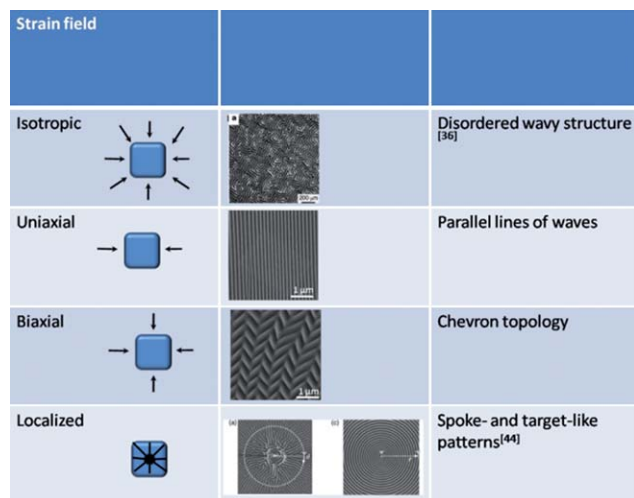 Strain field
Isotropic
a
200 µm
Disordered wavy structure
[36]
Uniaxial
1 µm
Parallel lines of waves
Biaxial
1 µm
Chevron topology
Localized
(a)
(c)
Spoke- and target-like
patterns[44]